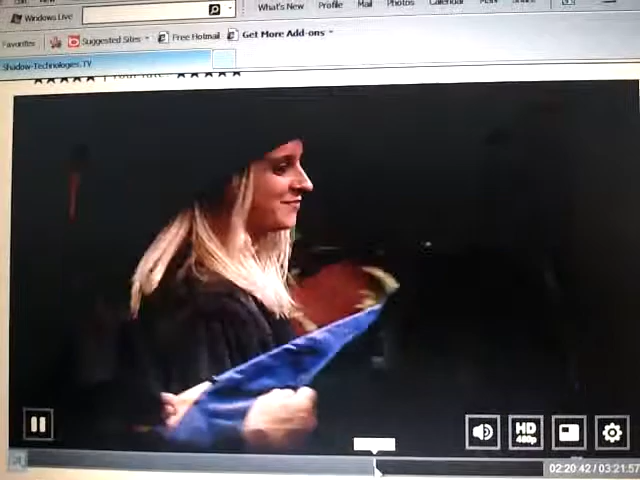 What's New Profile Mail Photos Calendar
Windows Live
Favorites Suggested Sites Free Hotmail Get More Add-ons
Shadow-Technologies.TV
HD
480p
02:20:42 / 03:21:57